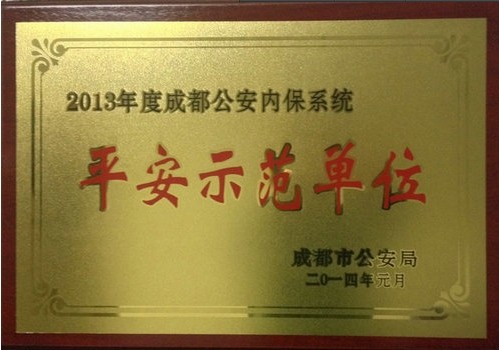 2013年度成都公安内保系统
平安示范单位
成都市公安局
二0一四年元月